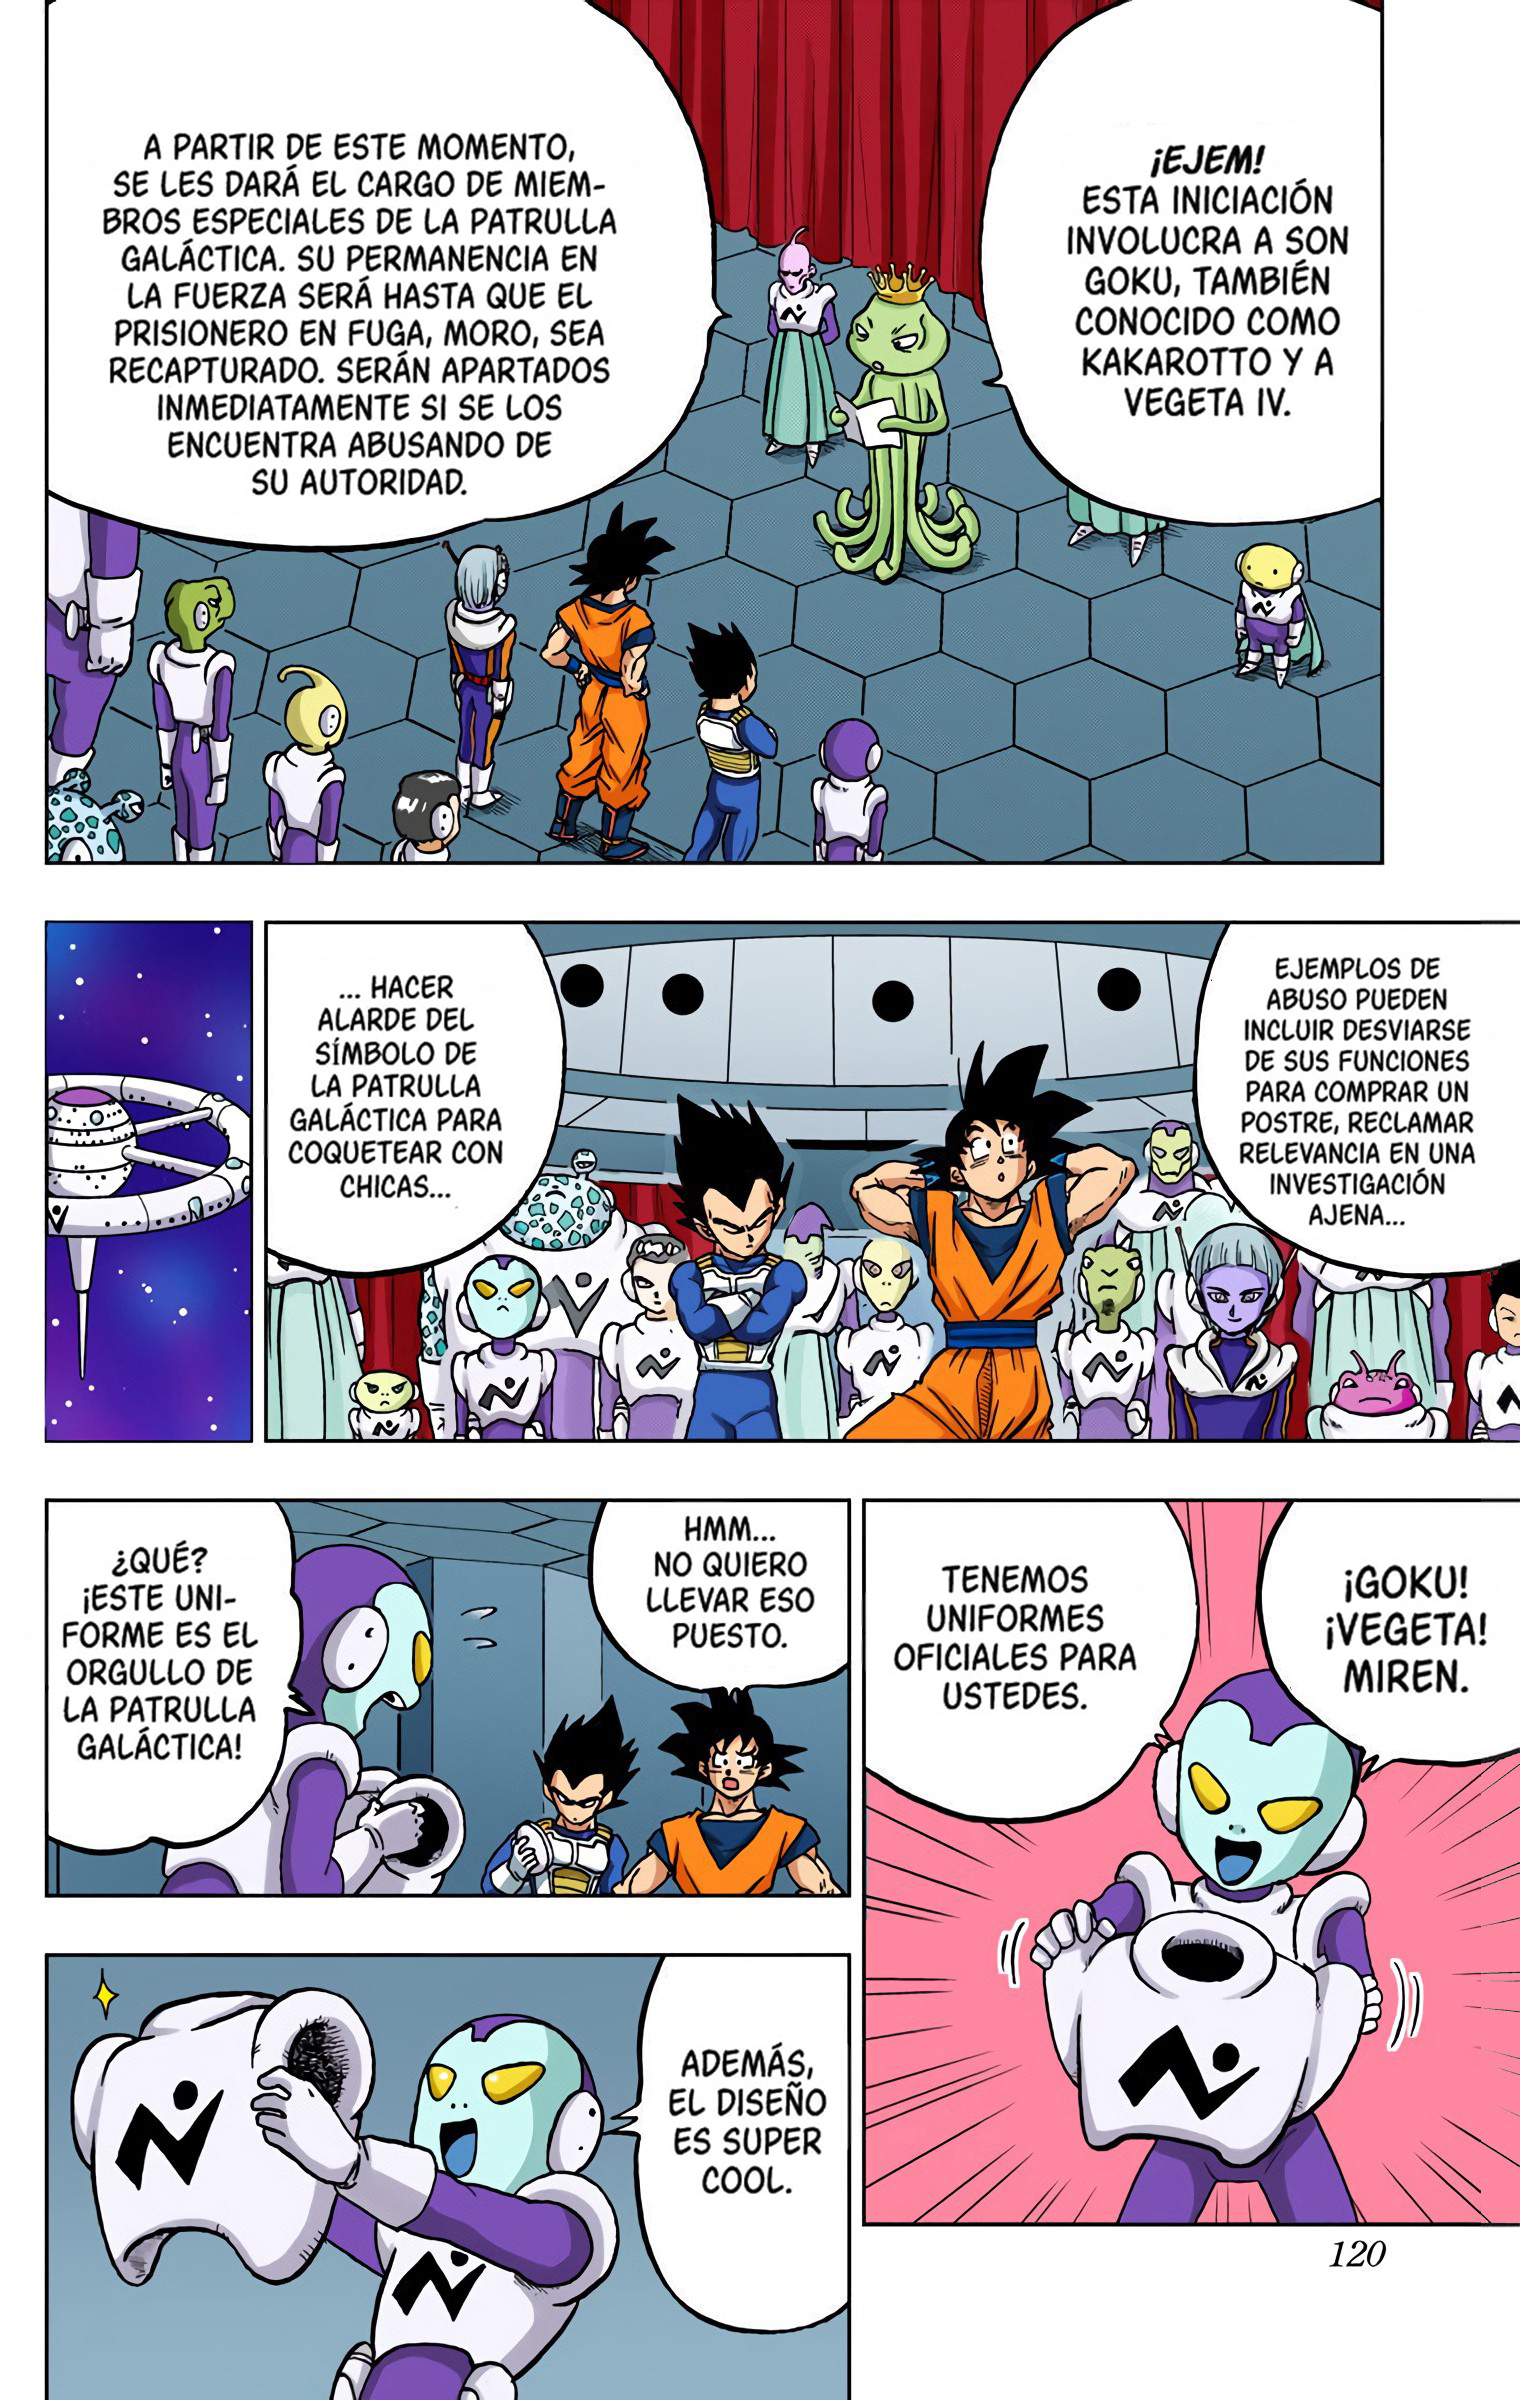 ¡EJEM!
ESTA INICIACIÓN
INVOLUCRA A SON
GOKU, TAMBIÉN
CONOCIDO COMO
KAKAROTTO Y A
VEGETA IV.
A PARTIR DE ESTE MOMENTO,
SE LES DARÁ EL CARGO DE MIEM-
BROS ESPECIALES DE LA PATRULLA
GALÁCTICA. SU PERMANENCIA EN
LA FUERZA SERÁ HASTA QUE EL
PRISIONERO EN FUGA, MORO, SEA
RECAPTURADO. SERÁN APARTADOS
INMEDIATAMENTE SI SE LOS
ENCUENTRA ABUSANDO DE
SU AUTORIDAD.
EJEMPLOS DE
ABUSO PUEDEN
INCLUIR DESVIARSE
DE SUS FUNCIONES
PARA COMPRAR UN
POSTRE, RECLAMAR
RELEVANCIA EN UNA
INVESTIGACIÓN
AJENA...
... HACER
ALARDE DEL
SÍMBOLO DE
LA PATRULLA
GALÁCTICA PARA
COQUETEAR CON
CHICAS...
¡GOKU!
¡VEGETA!
MIREN.
TENEMOS
UNIFORMES
OFICIALES PARA
USTEDES.
HMM...
NO QUIERO
LLEVAR ESO
PUESTO.
¿QUÉ?
¡ESTE UNI-
FORME ES EL
ORGULLO DE
LA PATRULLA
GALÁCTICA!
ADEMÁS,
EL DISEÑO
ES SUPER
COOL.
120